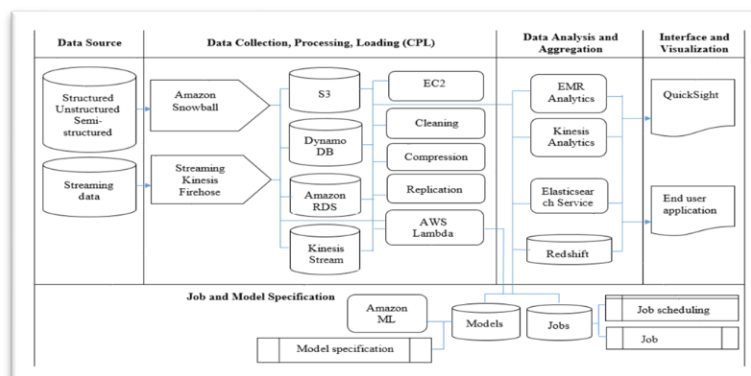 Data Source
Data Collection, Processing, Loading (CPL)
Data Analysis and
Aggregation
Interface and
Visualization
Structured
Unstructured
Semi-
structured
Streaming
data
Amazon
Snowball
Streaming
Kinesis
Firehose
S3
Dynamo
DB
Amazon
RDS
Kinesis
Stream
EC2
Cleaning
Compression
Replication
AWS
Lambda
EMR
Analytics
Kinesis
Analytics
Elasticsear
ch Service
Redshift
QuickSight
End user
application
Job and Model Specification
Amazon
ML
Model specification
Models
Jobs
Job scheduling
Job